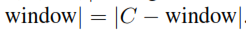 window| = |C − window|.